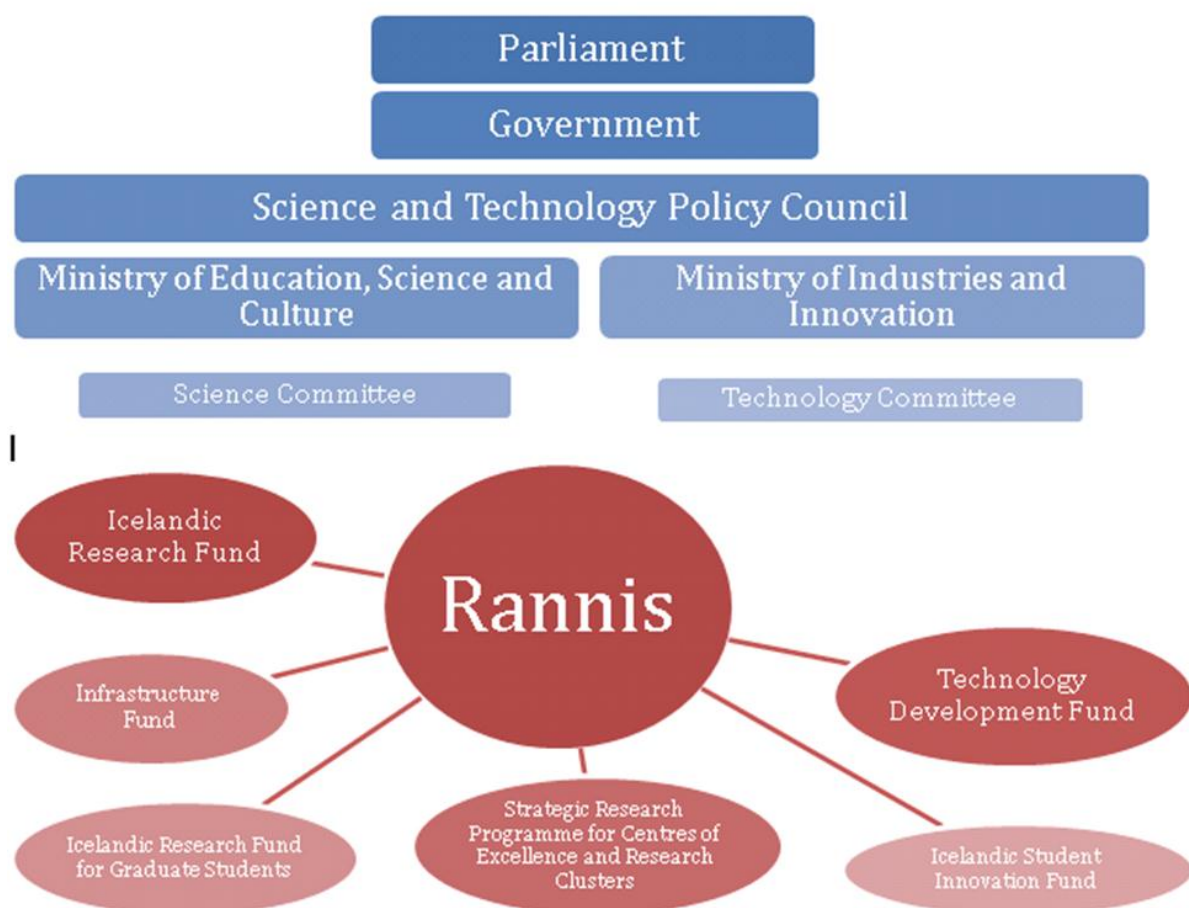 Parliament
Government
Science and Technology Policy Council
Ministry of Education, Science and
Culture
Ministry of Industries and
Innovation
Science Committee
Technology Committee
I
Icelandic
Research Fund
Rannis
Infrastructure
Fund
Technology
Development Fund
Icelandic Research Fund
for Graduate Students
Strategic Research
Programme for Centres of
Excellence and Research
Clusters
Icelandic Student
Innovation Fund